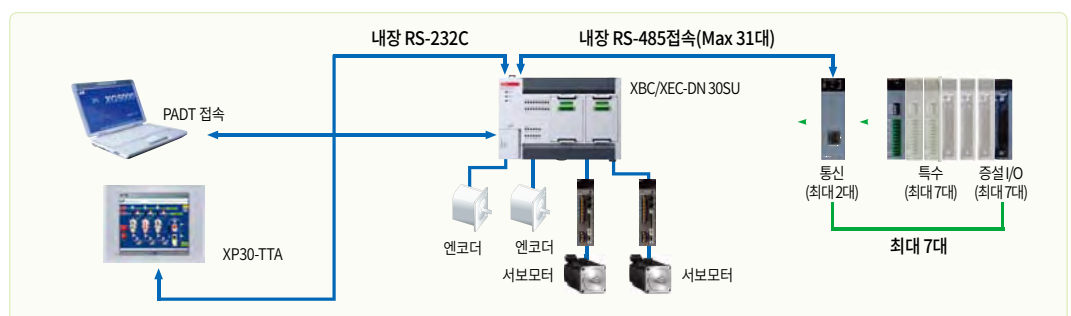 내장 RS-232C
내장 RS-485접속(Max 31대)
XBC/XEC-DN 30SU
XG5000
PADT 접속
통신
(최대 2대)
특수
(최대 7대)
증설 I/O
(최대 7대)
최대 7대
XP30-TTA
엔코더
엔코더
서보모터
서보모터